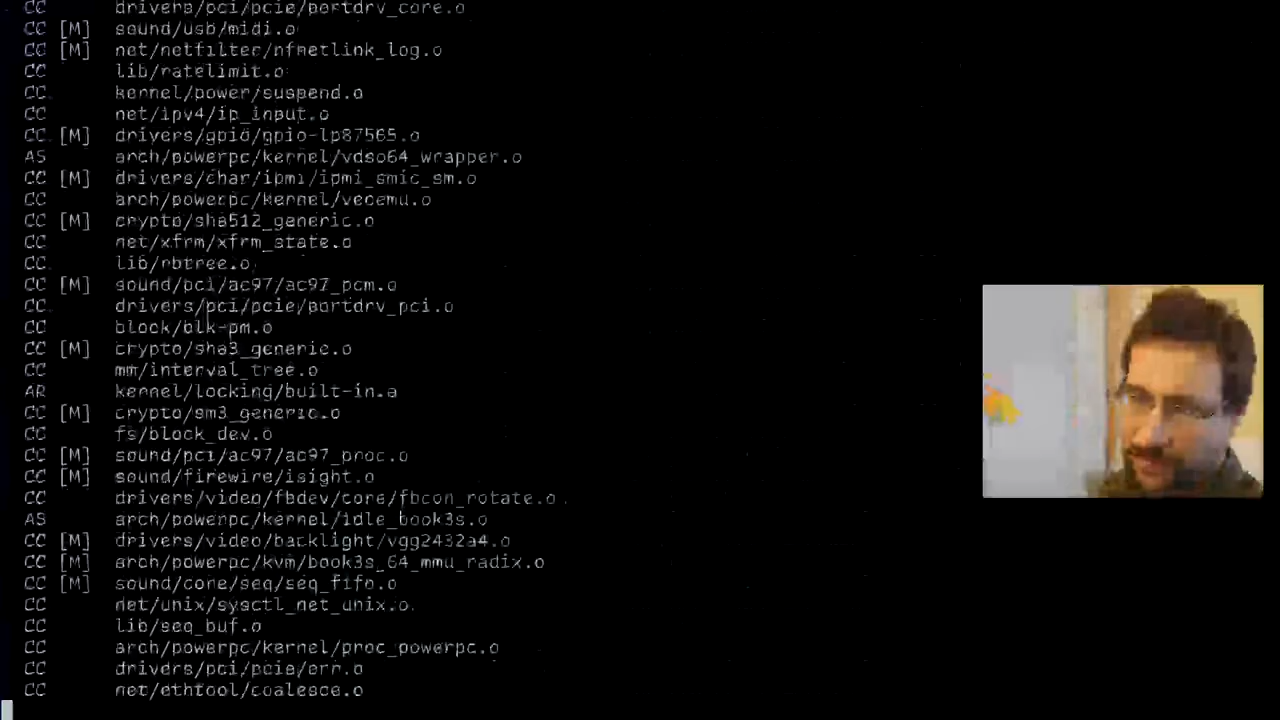 CC drivers/pci/pcie/portdrv_core.o
CC [M] sound/usb/midi.o
CC [M] net/netfilter/nfnetlink_log.o
CC lib/ratelimit.o
CC kernel/power/suspend.o
CC net/ipv4/ip_input.o
CC [M] drivers/gpio/gpio-lp87565.o
AS arch/powerpc/kernel/vdso64_wrapper.o
CC [M] drivers/char/ipmi/ipmi_smic_sm.o
CC arch/powerpc/kernel/vecemu.o
CC [M] crypto/sha512_generic.o
CC net/xfrm/xfrm_state.o
CC lib/rbtree.o
CC [M] sound/pci/ac97/ac97_pcm.o
CC drivers/pci/pcie/portdrv_pci.o
CC block/blk-pm.o
CC [M] crypto/sha3_generic.o
CC mm/interval_tree.o
AR kernel/locking/built-in.a
CC [M] crypto/sm3_generic.o
CC fs/block_dev.o
CC [M] sound/pci/ac97/ac97_proc.o
CC [M] sound/firewire/isight.o
CC drivers/video/fbdev/core/fbcon_rotate.o
AS arch/powerpc/kernel/idle_book3s.o
CC [M] drivers/video/backlight/vgg2432a4.o
CC [M] arch/powerpc/kvm/book3s_64_mmu_radix.o
CC [M] sound/core/seq/seq_fifo.o
CC net/unix/sysctl_net_unix.o
CC lib/seq_buf.o
CC arch/powerpc/kernel/proc_powerpc.o
CC drivers/pci/pcie/err.o
CC net/ethtool/coalesce.o